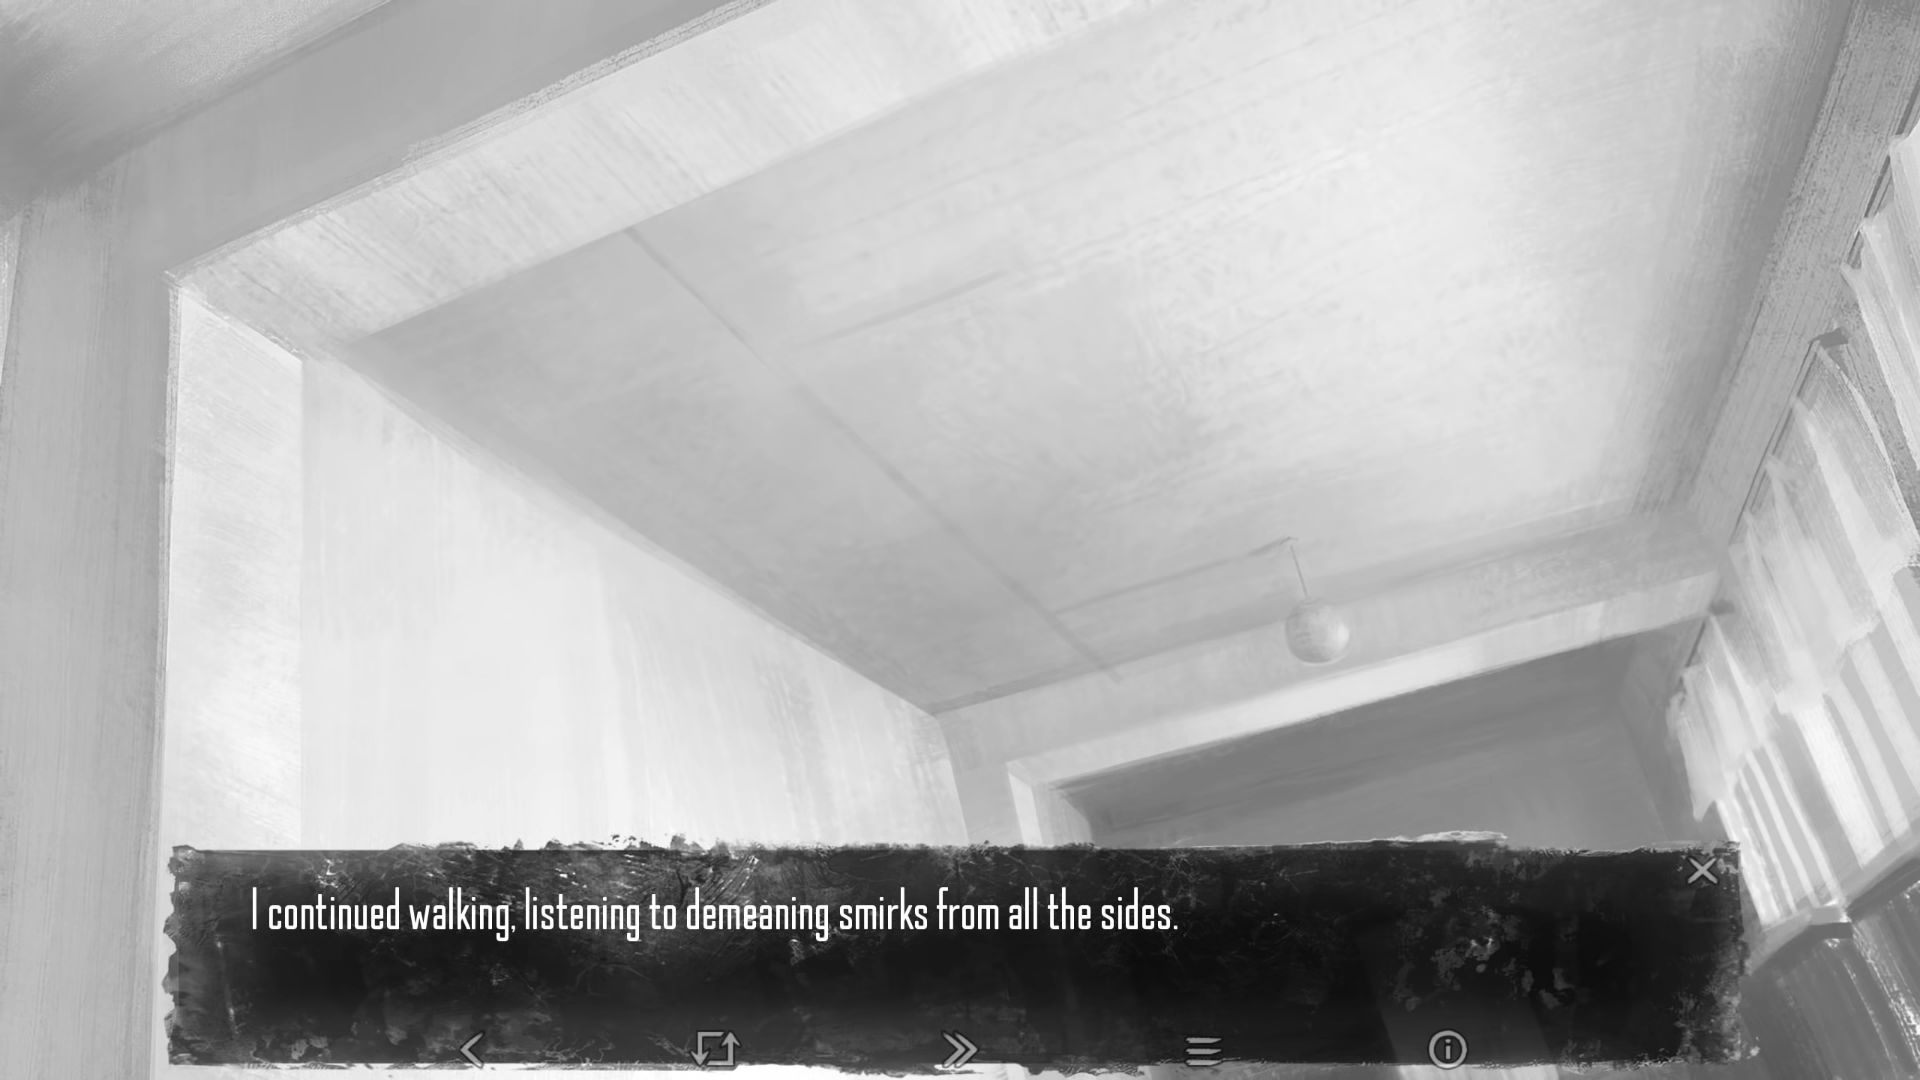 I continued walking, listening to demeaning smirks from all the sides.